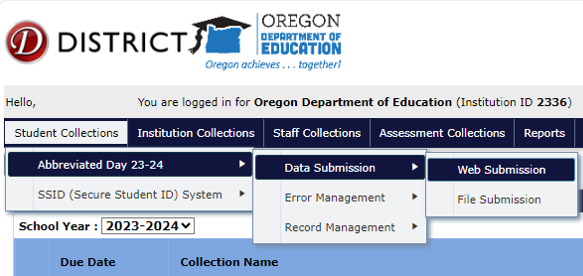 D DISTRICT
OREGON
DEPARTMENT
OF EDUCATION
Oregon achieves . . . together!
Hello,
You are logged in for Oregon Department of Education (Institution ID 2336)
Student Collections Institution Collections Staff Collections Assessment Collections Reports
Abbreviated Day 23-24
Data Submission
Web Submission
SSID (Secure Student ID) System
Error Management
File Submission
School Year : 2023-2024
Record Management
Due Date Collection Name